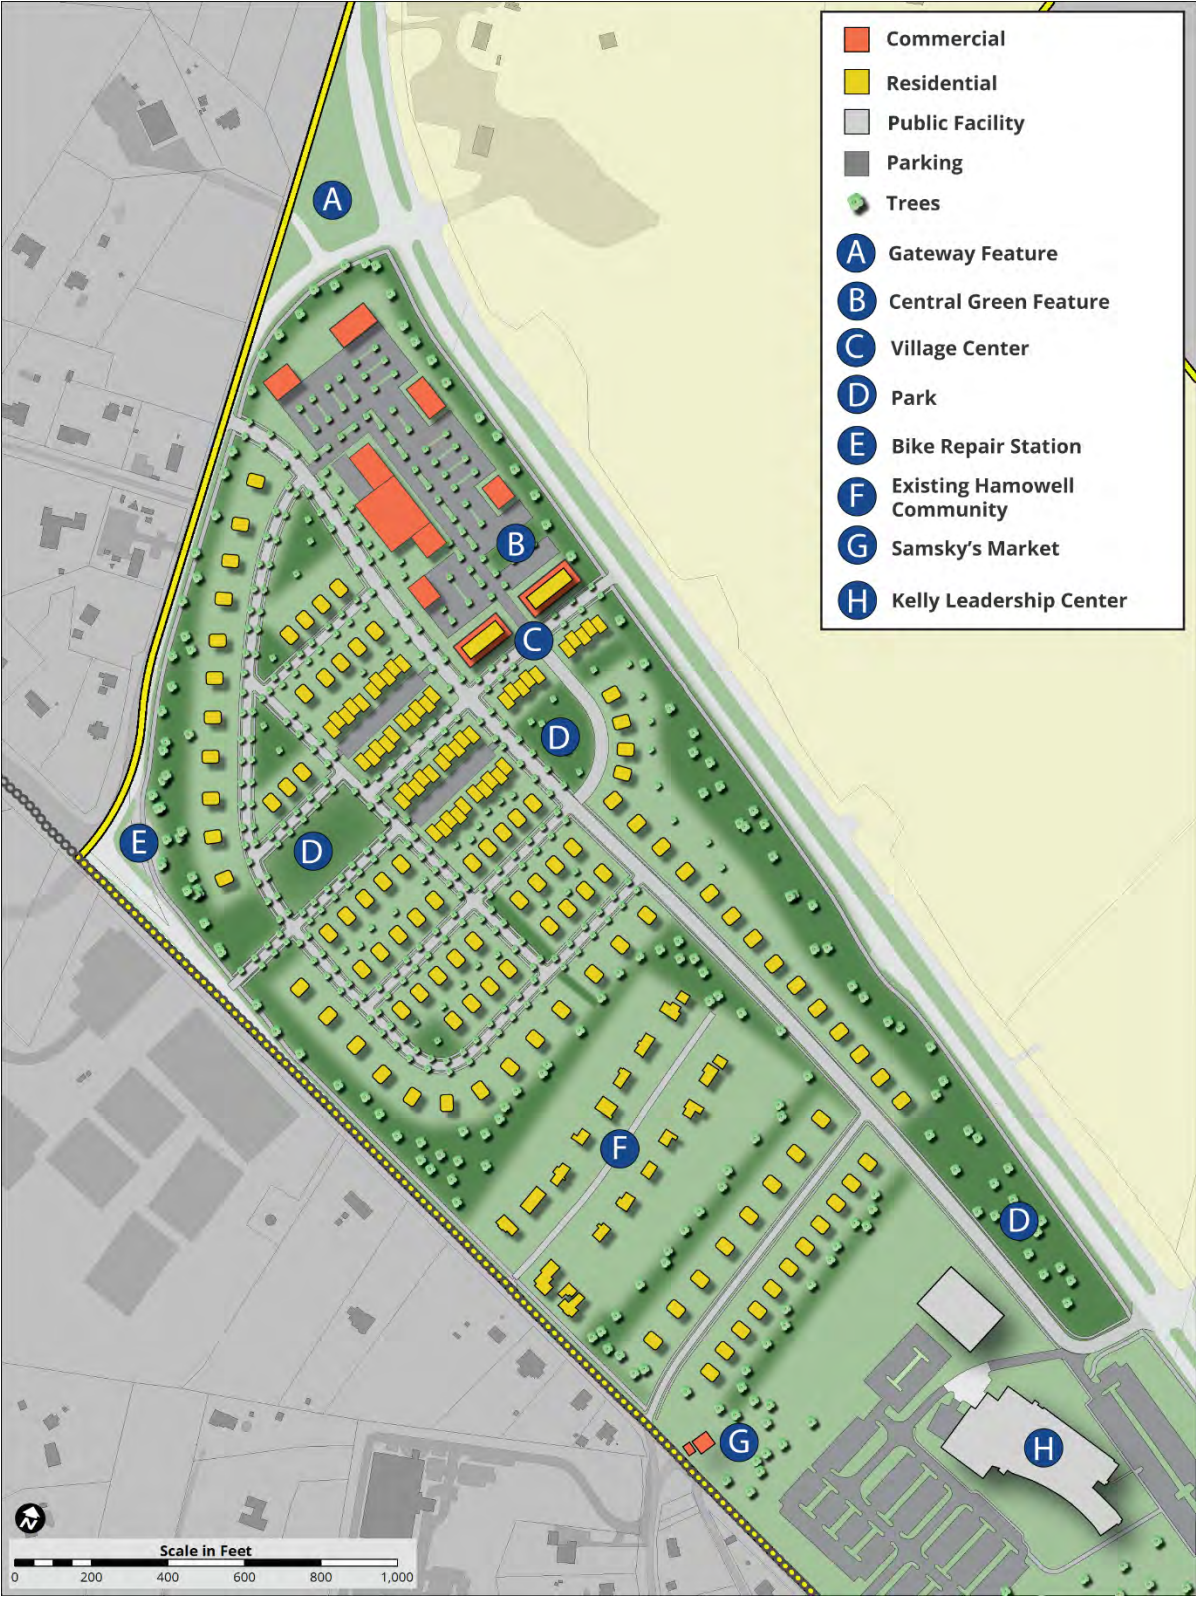 Commercial
Residential
Public Facility
Parking
Trees
A Gateway Feature
B Central Green Feature
C Village Center
D Park
E Bike Repair Station
F Existing Hamowell
Community
G Samsky's Market
H Kelly Leadership Center
A
B
C
D
D
E
F
D
G
H
N
Scale in Feet
0 200 400 600 800 1,000